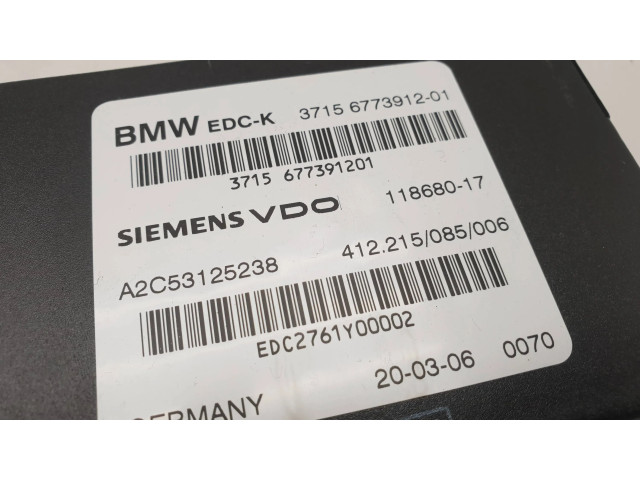 BMW EDC-K 3715 6773912-01
3715 677391201
SIEMENS VDO 118680-17
A2C53125238 412.215/085/006
EDC2761Y00002
20-03-06 0070
GERMANY